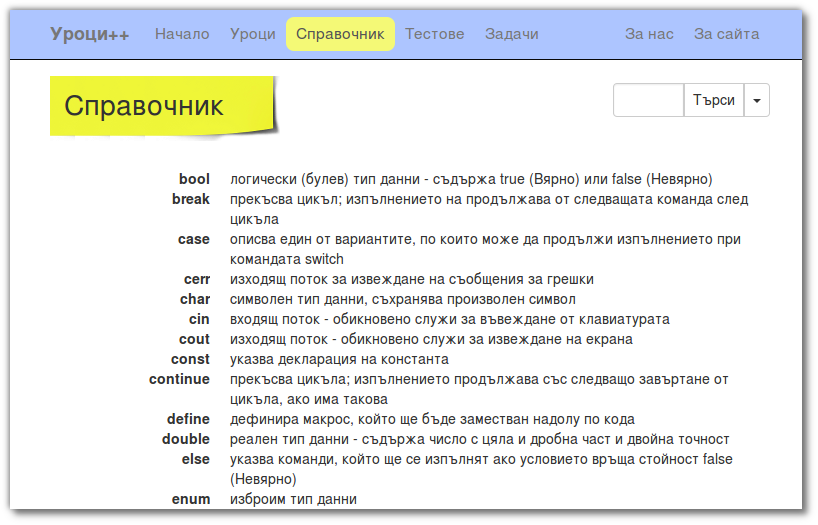 Уроци++ Начало Уроци Справочник Тестове Задачи За нас За сайта
Справочник
Търси
bool логически (булев) тип данни - съдържа true (Вярно) или false (Невярно)
break прекъсва цикъл; изпълнението на продължава от следващата команда след
цикъла
case описва един от вариантите, по които може да продължи изпълнението при
командата switch
cerr изходящ поток за извеждане на съобщения за грешки
char символен тип данни, съхранява произволен символ
cin входящ поток - обикновено служи за въвеждане от клавиатурата
cout изходящ поток - обикновено служи за извеждане на екрана
const указва декларация на константа
continue прекъсва цикъла; изпълнението продължава със следващо завъртане от
цикъла, ако има такова
define дефинира макрос, който ще бъде заместван надолу по кода
double реален тип данни - съдържа число с цяла и дробна част и двойна точност
else указва команди, който ще се изпълнят ако условието връща стойност false
(Невярно)
enum изброим тип данни